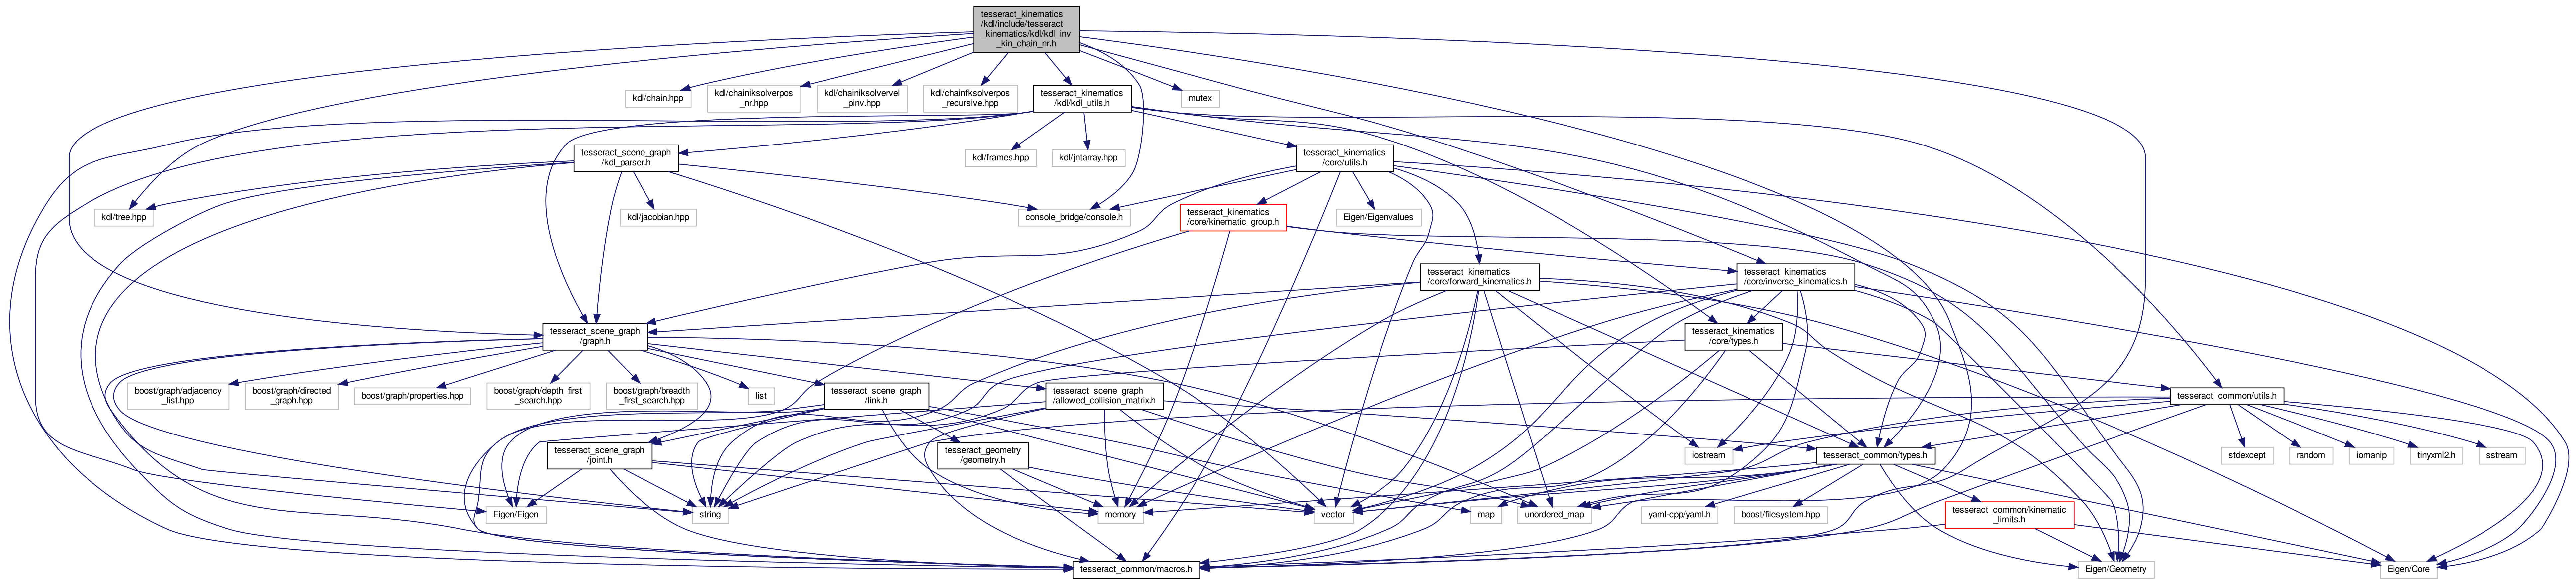 tesseract_kinematics
/kdl/include/tesseract
_kinematics/kdl/kdl_inv
_kin_chain_nr.h
kdl/chain.hpp
kdl/chainiksolverpos
_nr.hpp
kdl/chainiksolvervel
_pinv.hpp
kdl/chainfksolverpos
_recursive.hpp
tesseract_kinematics
/kdl/kdl_utils.h
mutex
tesseract_scene_graph
/kdl_parser.h
kdl/frames.hpp
kdl/jntarray.hpp
tesseract_kinematics
/core/utils.h
kdl/tree.hpp
kdl/jacobian.hpp
console_bridge/console.h
tesseract_kinematics
/core/kinematic_group.h
Eigen/Eigenvalues
tesseract_kinematics
/core/forward_kinematics.h
tesseract_kinematics
/core/inverse_kinematics.h
tesseract_scene_graph
/graph.h
tesseract_kinematics
/core/types.h
boost/graph/adjacency
_list.hpp
boost/graph/directed
_graph.hpp
boost/graph/properties.hpp
boost/graph/depth_first
_search.hpp
boost/graph/breadth
_first_search.hpp
list
tesseract_scene_graph
/link.h
tesseract_scene_graph
/allowed_collision_matrix.h
tesseract_common/utils.h
tesseract_scene_graph
/joint.h
tesseract_geometry
/geometry.h
iostream
tesseract_common/types.h
stdexcept
random
iomanip
tinyxml2.h
sstream
Eigen/Eigen
string
memory
vector
map
unordered_map
yaml-cpp/yaml.h
boost/filesystem.hpp
tesseract_common/kinematic
_limits.h
tesseract_common/macros.h
Eigen/Geometry
Eigen/Core